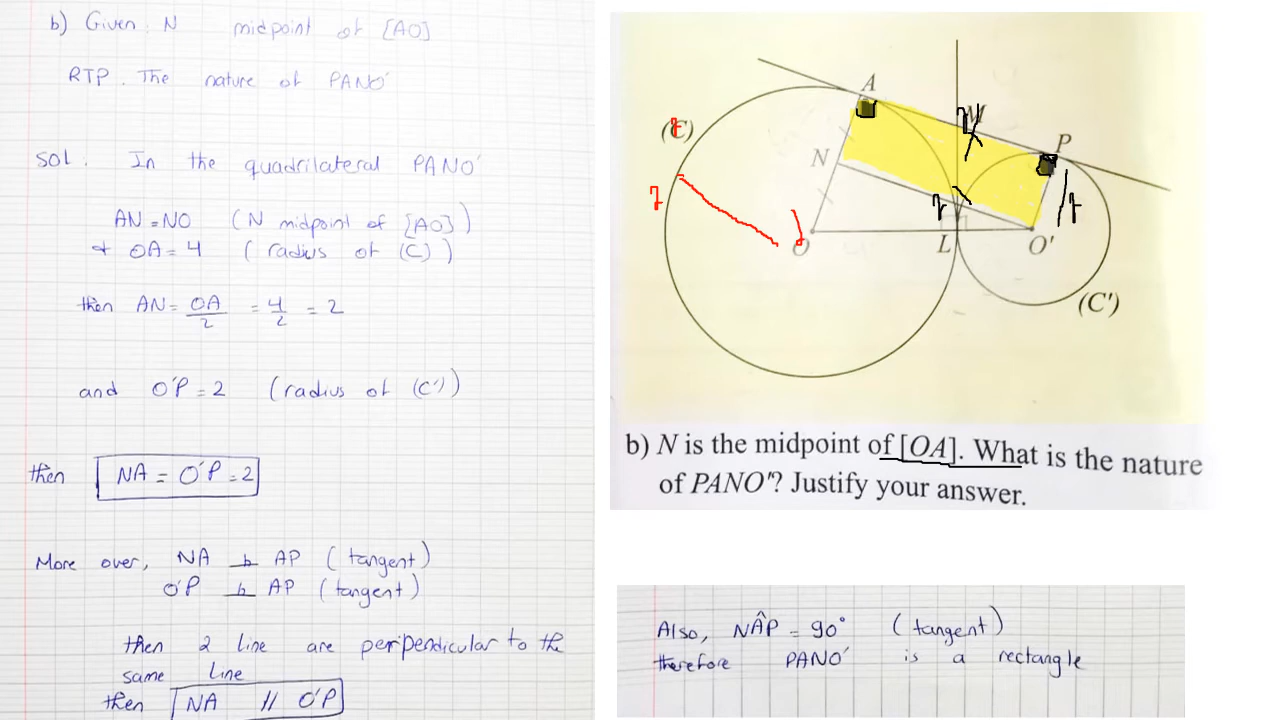 b) Given: N midpoint of [AO]
RTP. The nature of PANO'
Sol. In the quadrilateral PANO'
AN = NO (N midpoint of [AO])
+ OA = 4 (radius of (C))
then AN = OA/2 = 4/2 = 2
and O'P = 2 (radius of (C'))
then NA = O'P = 2
More over, NA ⊥ AP (tangent)
O'P ⊥ AP (tangent)
then 2 line are perpendicular to the
same line
then NA // O'P
A
M
P
(C)
N
O
L
O'
(C')
b) N is the midpoint of [OA]. What is the nature
of PANO'? Justify your answer.
Also, NÂP = 90° (tangent)
therefore PANO' is a rectangle